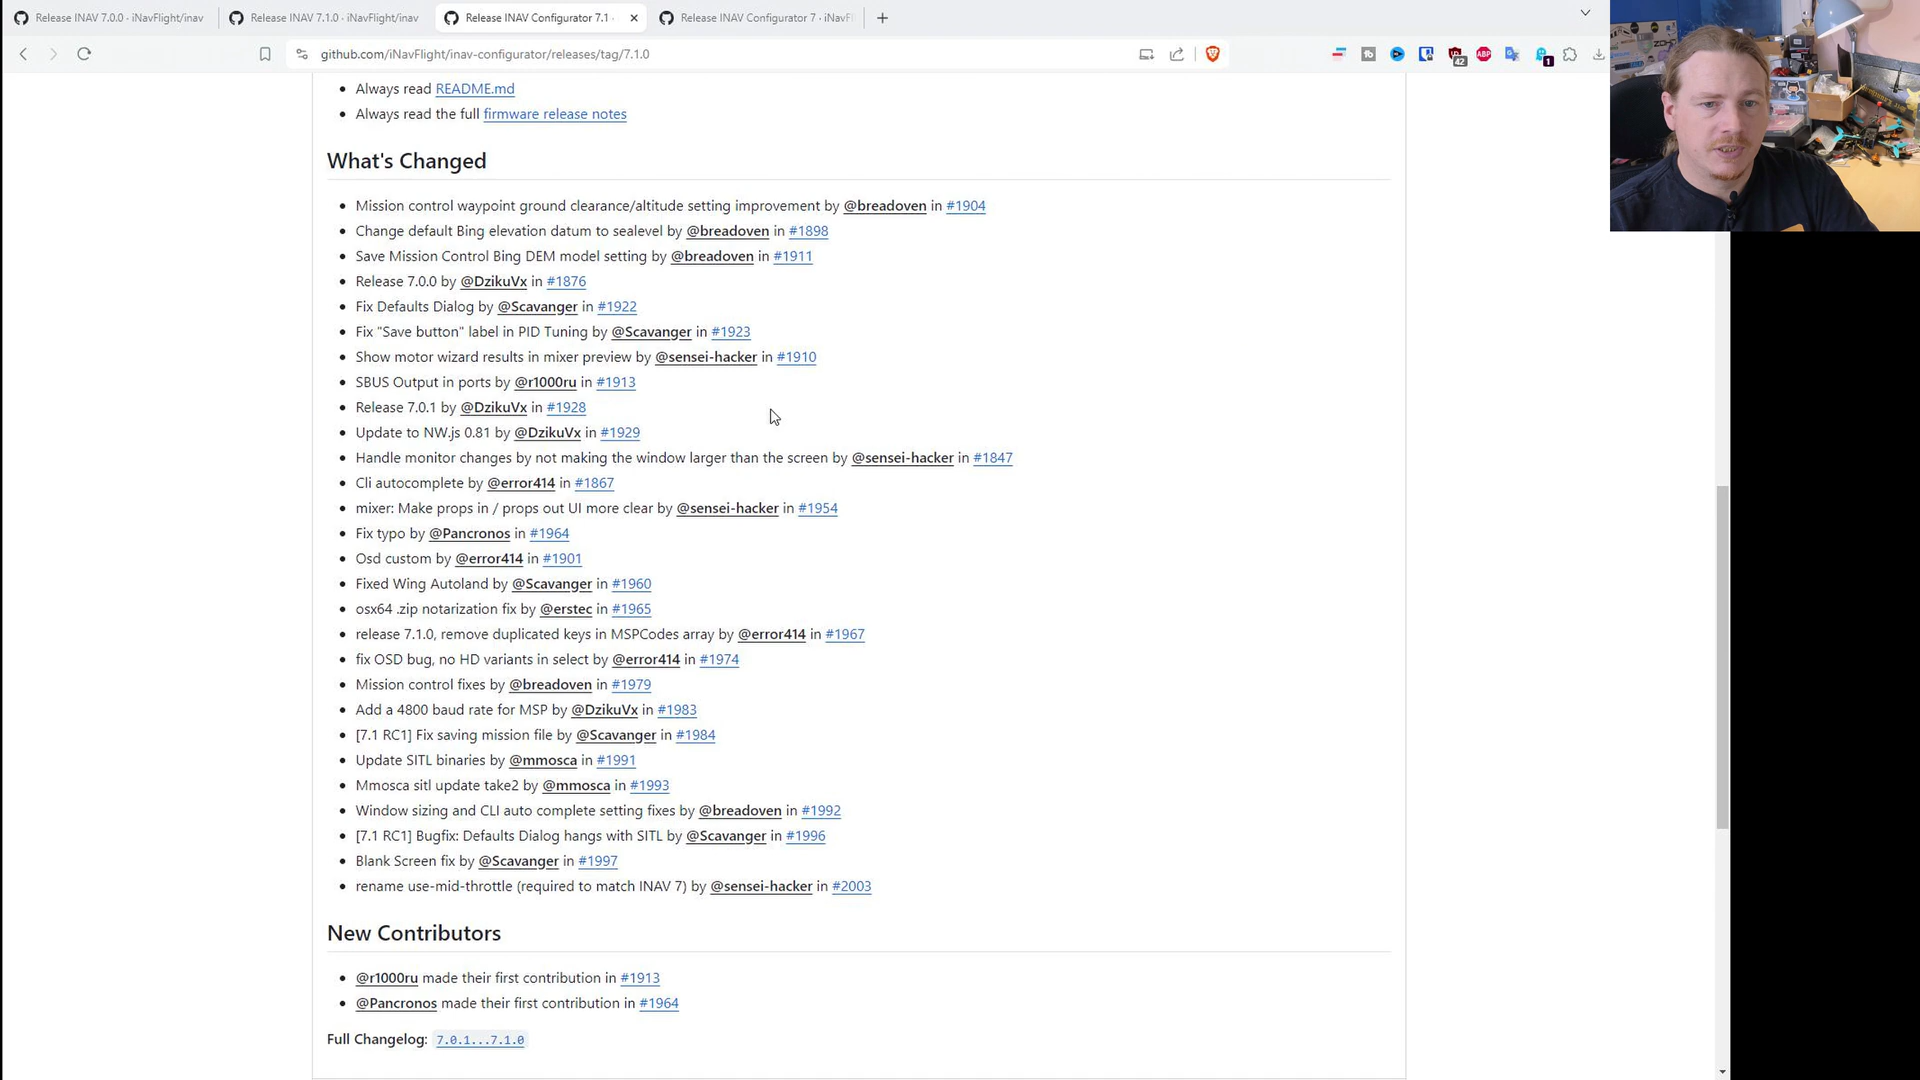 Release INAV 7.0.0 · iNavFlight/inav
Release INAV 7.1.0 · iNavFlight/inav
Release INAV Configurator 7.1
Release INAV Configurator 7 · iNavFl
github.com/iNavFlight/inav-configurator/releases/tag/7.1.0
42
ABP
1
Always read README.md
Always read the full firmware release notes
What's Changed
Mission control waypoint ground clearance/altitude setting improvement by @breadoven in #1904
Change default Bing elevation datum to sealevel by @breadoven in #1898
Save Mission Control Bing DEM model setting by @breadoven in #1911
Release 7.0.0 by @DzikuVx in #1876
Fix Defaults Dialog by @Scavanger in #1922
Fix "Save button" label in PID Tuning by @Scavanger in #1923
Show motor wizard results in mixer preview by @sensei-hacker in #1910
SBUS Output in ports by @r1000ru in #1913
Release 7.0.1 by @DzikuVx in #1928
Update to NW.js 0.81 by @DzikuVx in #1929
Handle monitor changes by not making the window larger than the screen by @sensei-hacker in #1847
Cli autocomplete by @error414 in #1867
mixer: Make props in / props out UI more clear by @sensei-hacker in #1954
Fix typo by @Pancronos in #1964
Osd custom by @error414 in #1901
Fixed Wing Autoland by @Scavanger in #1960
osx64 .zip notarization fix by @erstec in #1965
release 7.1.0, remove duplicated keys in MSPCodes array by @error414 in #1967
fix OSD bug, no HD variants in select by @error414 in #1974
Mission control fixes by @breadoven in #1979
Add a 4800 baud rate for MSP by @DzikuVx in #1983
[7.1 RC1] Fix saving mission file by @Scavanger in #1984
Update SITL binaries by @mmosca in #1991
Mmosca sitl update take2 by @mmosca in #1993
Window sizing and CLI auto complete setting fixes by @breadoven in #1992
[7.1 RC1] Bugfix: Defaults Dialog hangs with SITL by @Scavanger in #1996
Blank Screen fix by @Scavanger in #1997
rename use-mid-throttle (required to match INAV 7) by @sensei-hacker in #2003
New Contributors
@r1000ru made their first contribution in #1913
@Pancronos made their first contribution in #1964
Full Changelog: 7.0.1...7.1.0